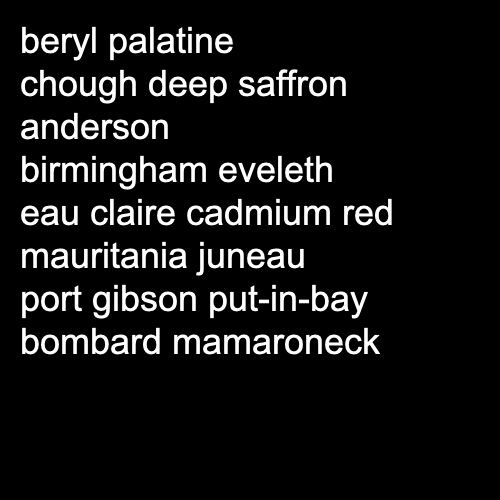 beryl palatine
chough deep saffron
anderson
birmingham eveleth
eau claire cadmium red
mauritania juneau
port gibson put-in-bay
bombard mamaroneck